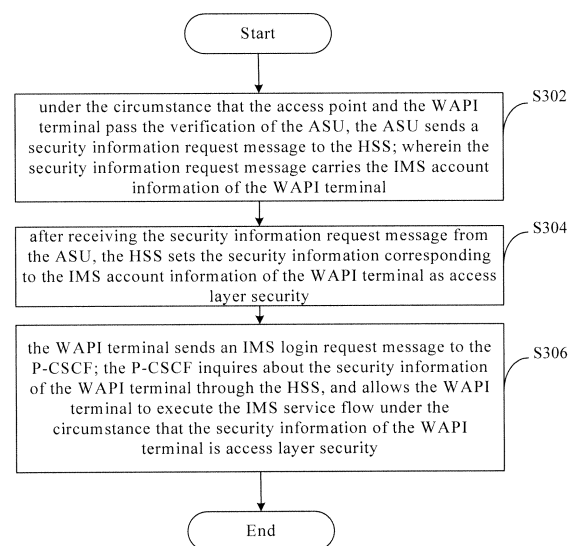 Start
S302
under the circumstance that the access point and the WAPI
terminal pass the verification of the ASU, the ASU sends a
security information request message to the HSS; wherein the
security information request message carries the IMS account
information of the WAPI terminal
S304
after receiving the security information request message from
the ASU, the HSS sets the security information corresponding
to the IMS account information of the WAPI terminal as access
layer security
S306
the WAPI terminal sends an IMS login request message to the
P-CSCF; the P-CSCF inquires about the security information
of the WAPI terminal through the HSS, and allows the WAPI
terminal to execute the IMS service flow under the
circumstance that the security information of the WAPI
terminal is access layer security
End